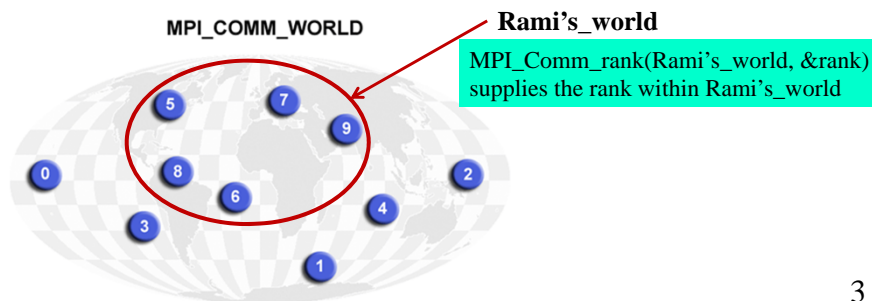 Rami’s_world
MPI_COMM_WORLD
MPI_Comm_rank(Rami’s_world, &rank)
supplies the rank within Rami’s_world
5
7
9
0
8
2
6
4
3
1
3